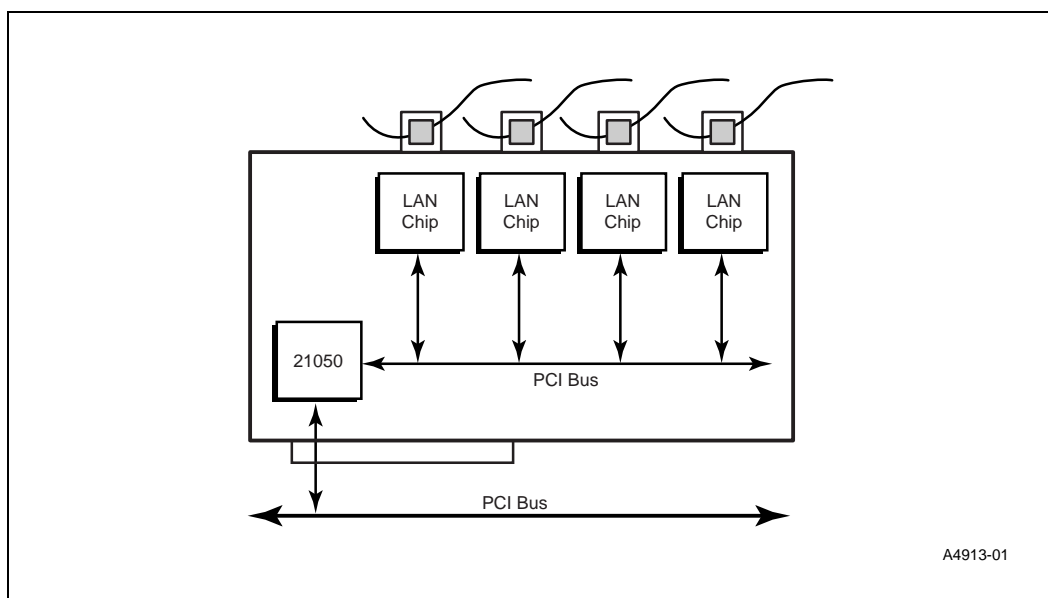 LAN
Chip
LAN
Chip
LAN
Chip
LAN
Chip
21050
PCI Bus
PCI Bus
A4913-01